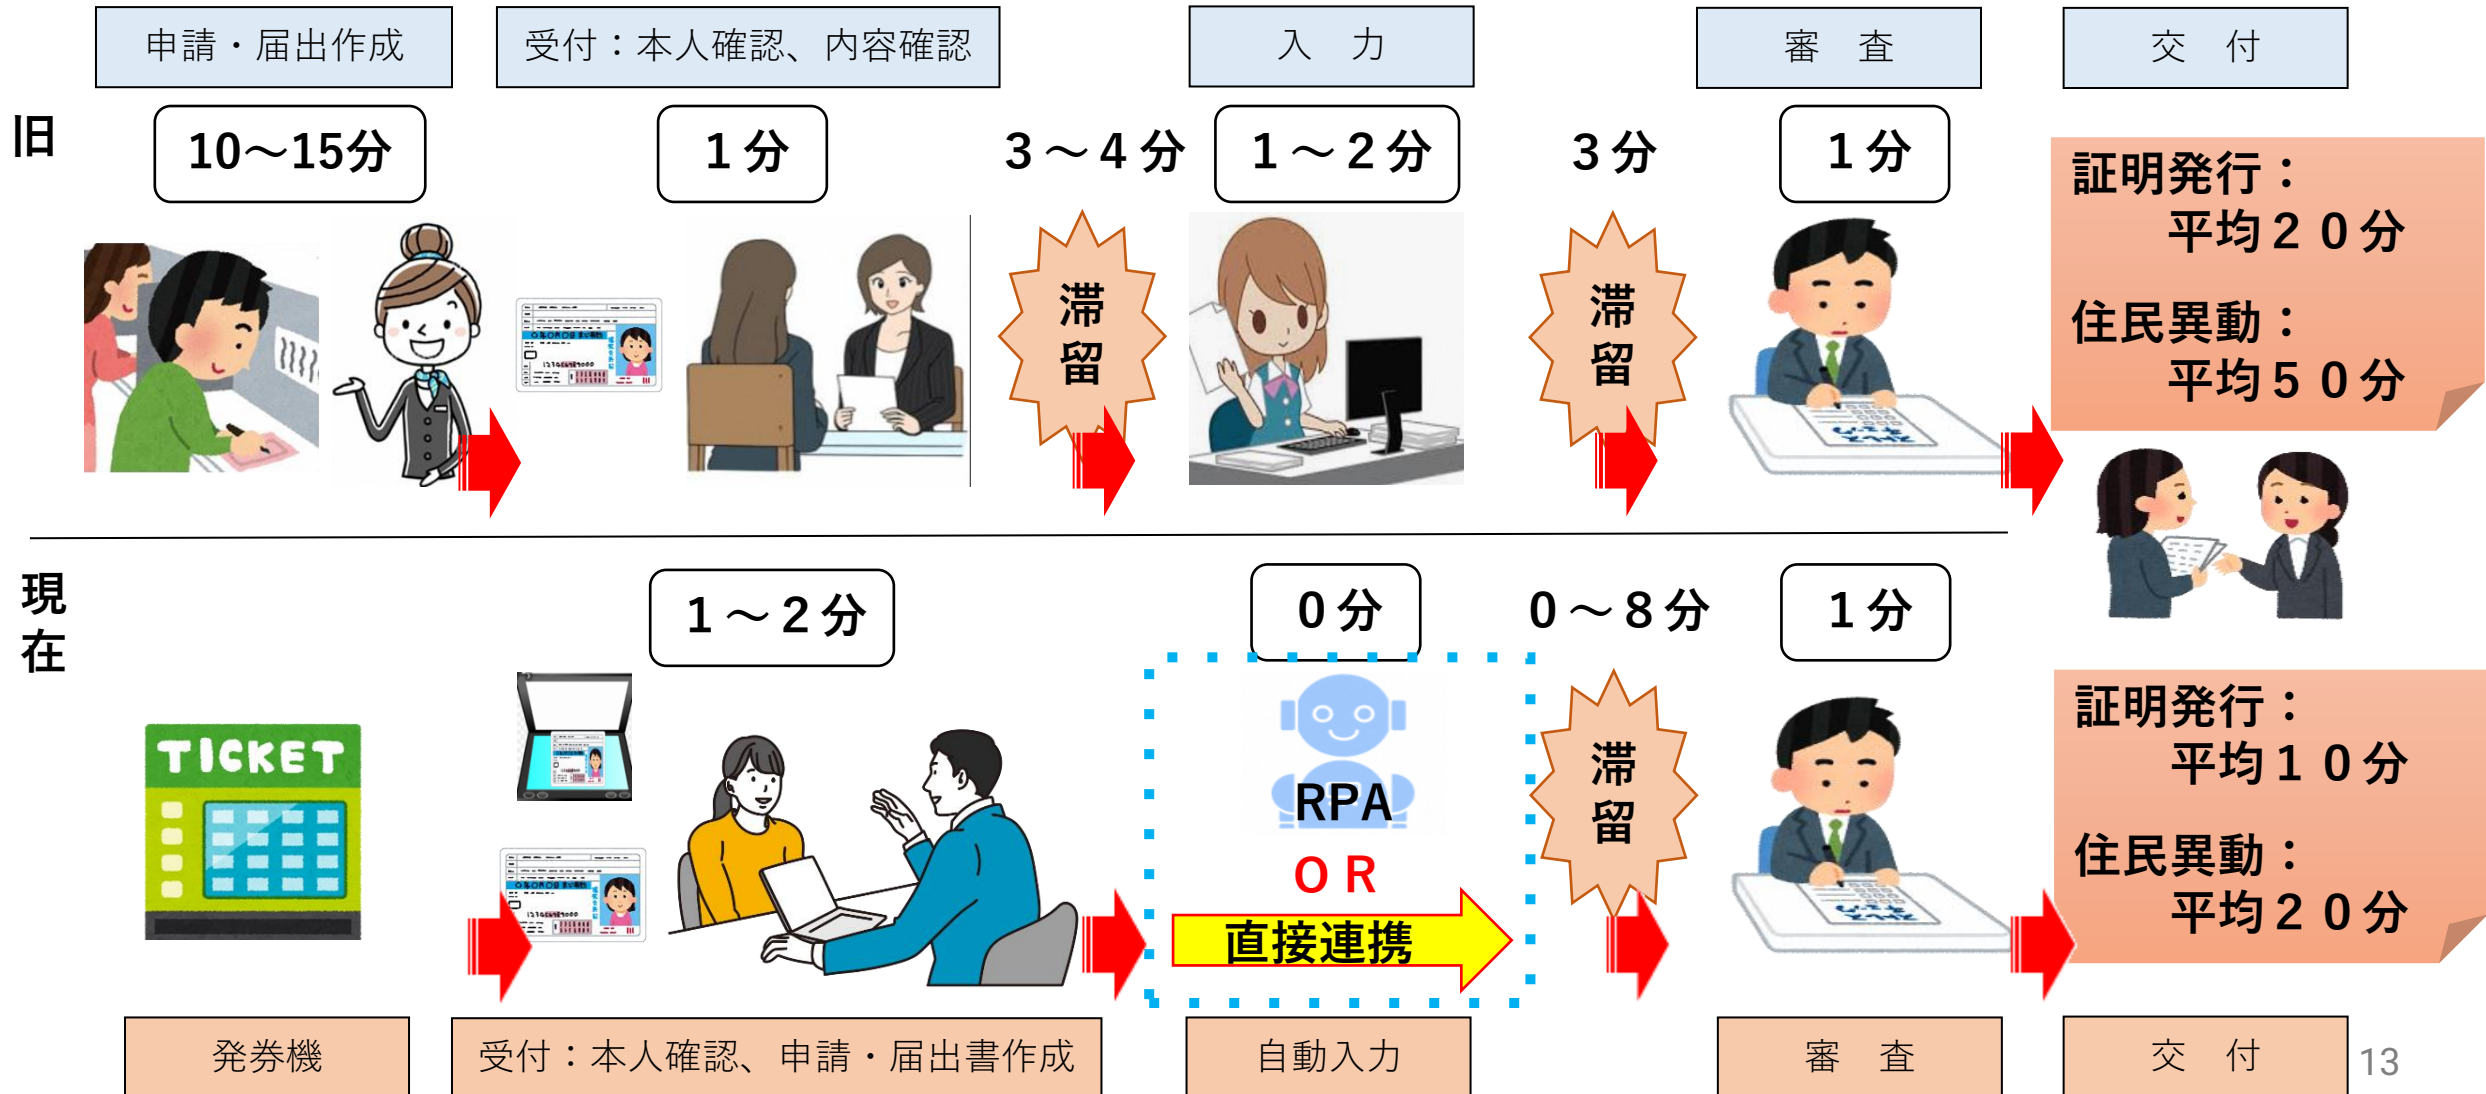 申請・届出作成
受付：本人確認、内容確認
入　力
審　査
交　付
旧
10～15分
１分
３～４分
１～２分
３分
１分
滞留
滞留
証明発行：
平均２０分
住民異動：
平均５０分
現在
１～２分
０分
０～８分
１分
TICKET
RPA
ＯＲ
直接連携
滞留
証明発行：
平均１０分
住民異動：
平均２０分
発券機
受付：本人確認、申請・届出書作成
自動入力
審　査
交　付
13